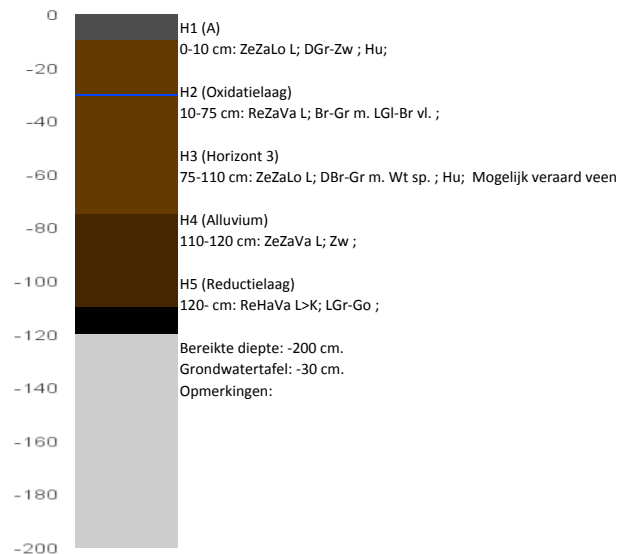 0
-20
-40
-60
-80
-100
-120
-140
-160
-180
-200
H1 (A)
0-10 cm: ZeZaLo L; DGr-Zw ; Hu;
H2 (Oxidatielaag)
10-75 cm: ReZaVa L; Br-Gr m. LGl-Br vl. ;
H3 (Horizont 3)
75-110 cm: ZeZaLo L; DBr-Gr m. Wt sp. ; Hu; Mogelijk veraard veen
H4 (Alluvium)
110-120 cm: ZeZaVa L; Zw ;
H5 (Reductielaag)
120- cm: ReHaVa L>K; LGr-Go ;
Bereikte diepte: -200 cm.
Grondwatertafel: -30 cm.
Opmerkingen: